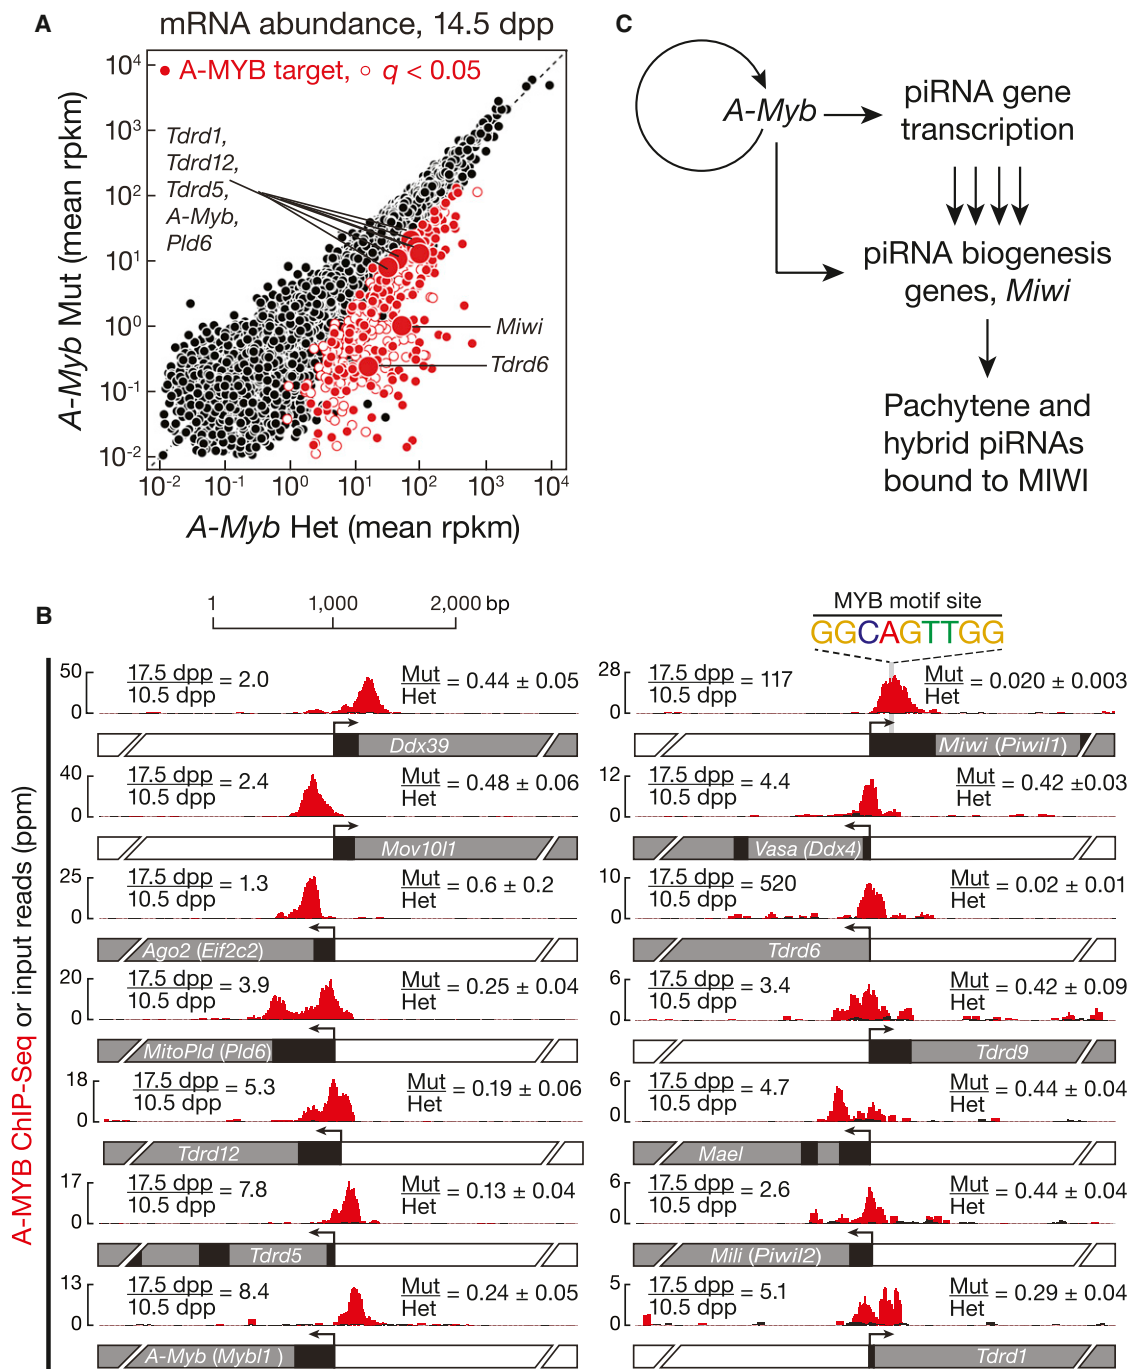 A
mRNA abundance, 14.5 dpp
A-MYB target, q < 0.05
A-Myb Mut (mean rpkm)
10⁴
10³
10²
10¹
10⁰
10⁻¹
10⁻²
Tdrd1,
Tdrd12,
Tdrd5,
A-Myb,
Pld6
Miwi
Tdrd6
10⁻² 10⁻¹ 10⁰ 10¹ 10² 10³ 10⁴
A-Myb Het (mean rpkm)
C
A-Myb
piRNA gene
transcription
piRNA biogenesis
genes, Miwi
Pachytene and
hybrid piRNAs
bound to MIWI
B
1 1,000 2,000 bp
A-MYB ChIP-Seq or input reads (ppm)
50
0
17.5 dpp
10.5 dpp = 2.0
Mut
Het = 0.44 ± 0.05
Ddx39
40
0
17.5 dpp
10.5 dpp = 2.4
Mut
Het = 0.48 ± 0.06
Mov10l1
25
0
17.5 dpp
10.5 dpp = 1.3
Mut
Het = 0.6 ± 0.2
Ago2 (Eif2c2)
20
0
17.5 dpp
10.5 dpp = 3.9
Mut
Het = 0.25 ± 0.04
MitoPld (Pld6)
18
0
17.5 dpp
10.5 dpp = 5.3
Mut
Het = 0.19 ± 0.06
Tdrd12
17
0
17.5 dpp
10.5 dpp = 7.8
Mut
Het = 0.13 ± 0.04
Tdrd5
13
0
17.5 dpp
10.5 dpp = 8.4
Mut
Het = 0.24 ± 0.05
A-Myb (Mybl1 )
MYB motif site
GGCAGTTGG
28
0
17.5 dpp
10.5 dpp = 117
Mut
Het = 0.020 ± 0.003
Miwi (Piwil1)
12
0
17.5 dpp
10.5 dpp = 4.4
Mut
Het = 0.42 ±0.03
Vasa (Ddx4)
10
0
17.5 dpp
10.5 dpp = 520
Mut
Het = 0.02 ± 0.01
Tdrd6
6
0
17.5 dpp
10.5 dpp = 3.4
Mut
Het = 0.42 ± 0.09
Tdrd9
6
0
17.5 dpp
10.5 dpp = 4.7
Mut
Het = 0.44 ± 0.04
Mael
6
0
17.5 dpp
10.5 dpp = 2.6
Mut
Het = 0.44 ± 0.04
Mili (Piwil2)
5
0
17.5 dpp
10.5 dpp = 5.1
Mut
Het = 0.29 ± 0.04
Tdrd1